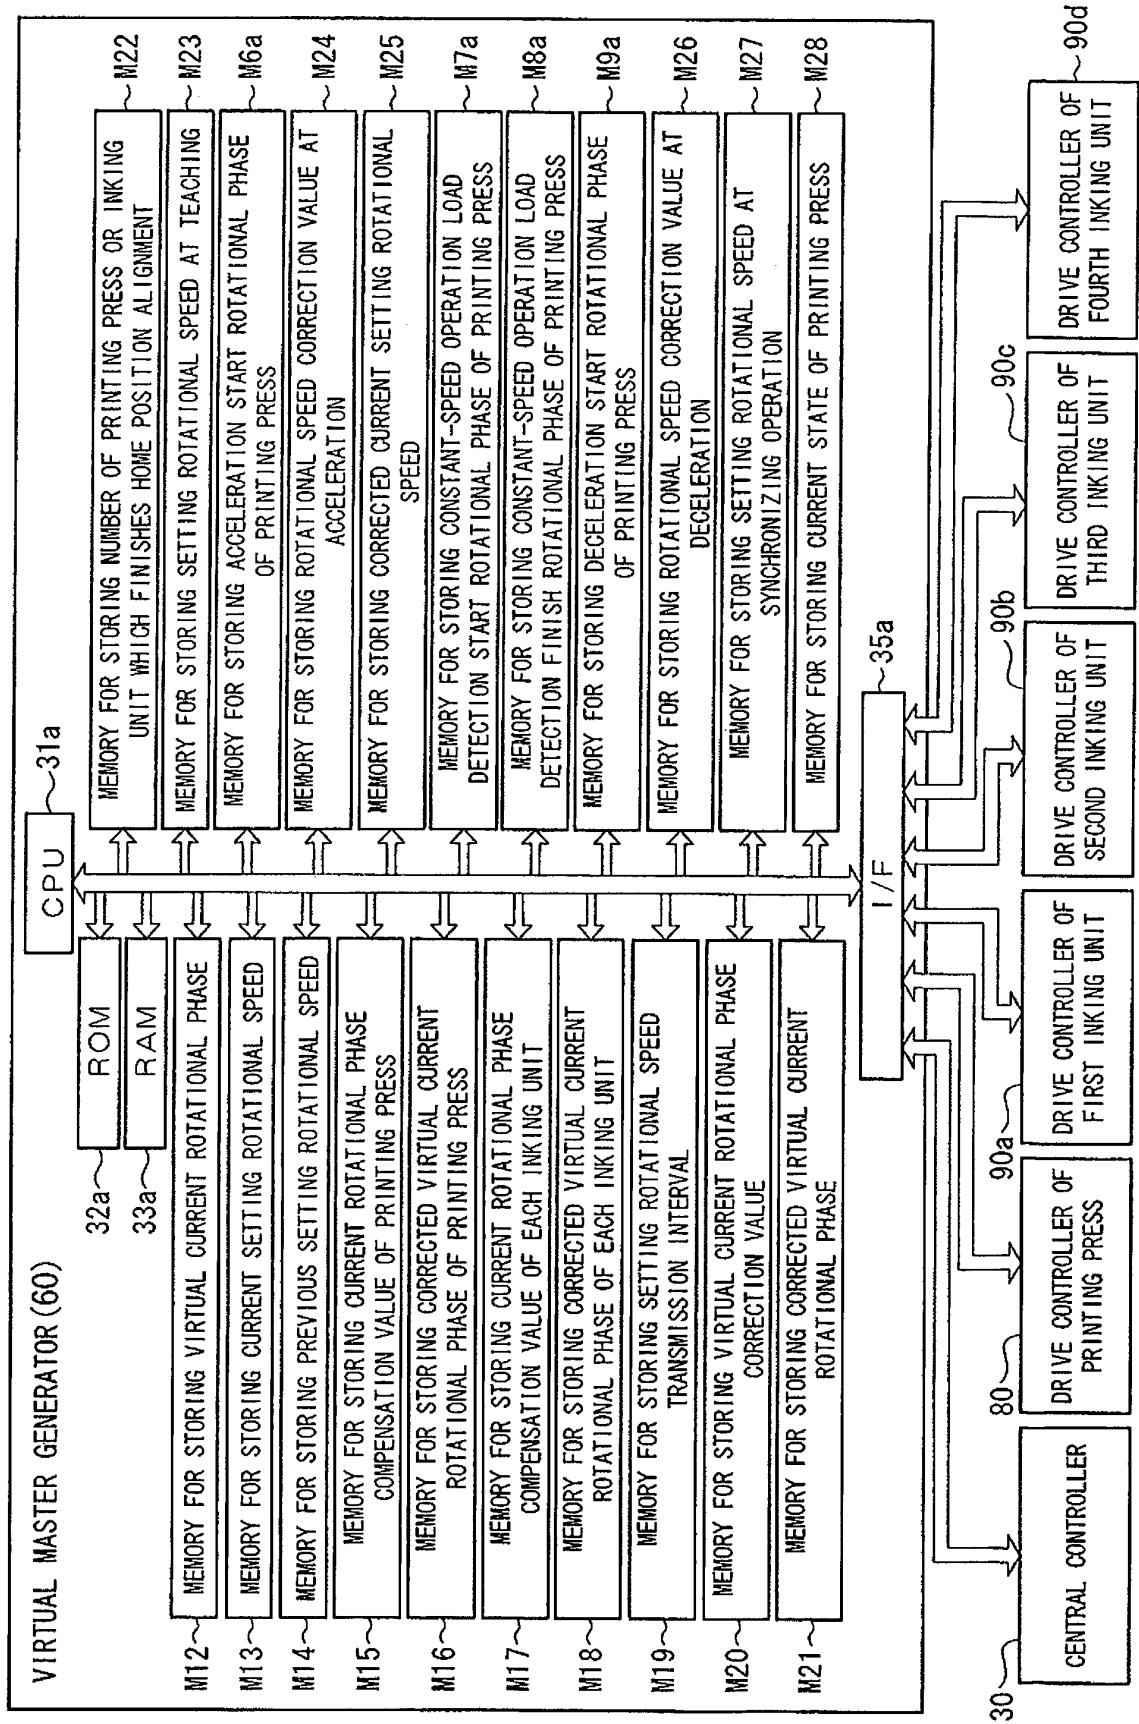 VIRTUAL MASTER GENERATOR(60)
CPU
31a
32a
ROM
33a
RAM
M12
MEMORY FOR STORING VIRTUAL CURRENT ROTATIONAL PHASE
M13
MEMORY FOR STORING CURRENT SETTING ROTATIONAL SPEED
M14
MEMORY FOR STORING PREVIOUS SETTING ROTATIONAL SPEED
M15
MEMORY FOR STORING CURRENT ROTATIONAL PHASE
COMPENSATION VALUE OF PRINTING PRESS
M16
MEMORY FOR STORING CORRECTED VIRTUAL CURRENT
ROTATIONAL PHASE OF PRINTING PRESS
M17
MEMORY FOR STORING CURRENT ROTATIONAL PHASE
COMPENSATION VALUE OF EACH INKING UNIT
M18
MEMORY FOR STORING CORRECTED VIRTUAL CURRENT
ROTATIONAL PHASE OF EACH INKING UNIT
M19
MEMORY FOR STORING SETTING ROTATIONAL SPEED
TRANSMISSION INTERVAL
M20
MEMORY FOR STORING VIRTUAL CURRENT ROTATIONAL PHASE
CORRECTION VALUE
M21
MEMORY FOR STORING CORRECTED VIRTUAL CURRENT
ROTATIONAL PHASE
MEMORY FOR STORING NUMBER OF PRINTING PRESS OR INKING
UNIT WHICH FINISHES HOME POSITION ALIGNMENT
M22
MEMORY FOR STORING SETTING ROTATIONAL SPEED AT TEACHING
M23
MEMORY FOR STORING ACCELERATION START ROTATIONAL PHASE
OF PRINTING PRESS
M6a
MEMORY FOR STORING ROTATIONAL SPEED CORRECTION VALUE AT
ACCELERATION
M24
MEMORY FOR STORING CORRECTED CURRENT SETTING ROTATIONAL
SPEED
M25
MEMORY FOR STORING CONSTANT-SPEED OPERATION LOAD
DETECTION START ROTATIONAL PHASE OF PRINTING PRESS
M7a
MEMORY FOR STORING CONSTANT-SPEED OPERATION LOAD
DETECTION FINISH ROTATIONAL PHASE OF PRINTING PRESS
M8a
MEMORY FOR STORING DECELERATION START ROTATIONAL PHASE
OF PRINTING PRESS
M9a
MEMORY FOR STORING ROTATIONAL SPEED CORRECTION VALUE AT
DECELERATION
M26
MEMORY FOR STORING SETTING ROTATIONAL SPEED AT
SYNCHRONIZING OPERATION
M27
MEMORY FOR STORING CURRENT STATE OF PRINTING PRESS
M28
I/F
35a
30
CENTRAL CONTROLLER
80
DRIVE CONTROLLER OF
PRINTING PRESS
90a
DRIVE CONTROLLER OF
FIRST INKING UNIT
90b
DRIVE CONTROLLER OF
SECOND INKING UNIT
90c
DRIVE CONTROLLER OF
THIRD INKING UNIT
90d
DRIVE CONTROLLER OF
FOURTH INKING UNIT